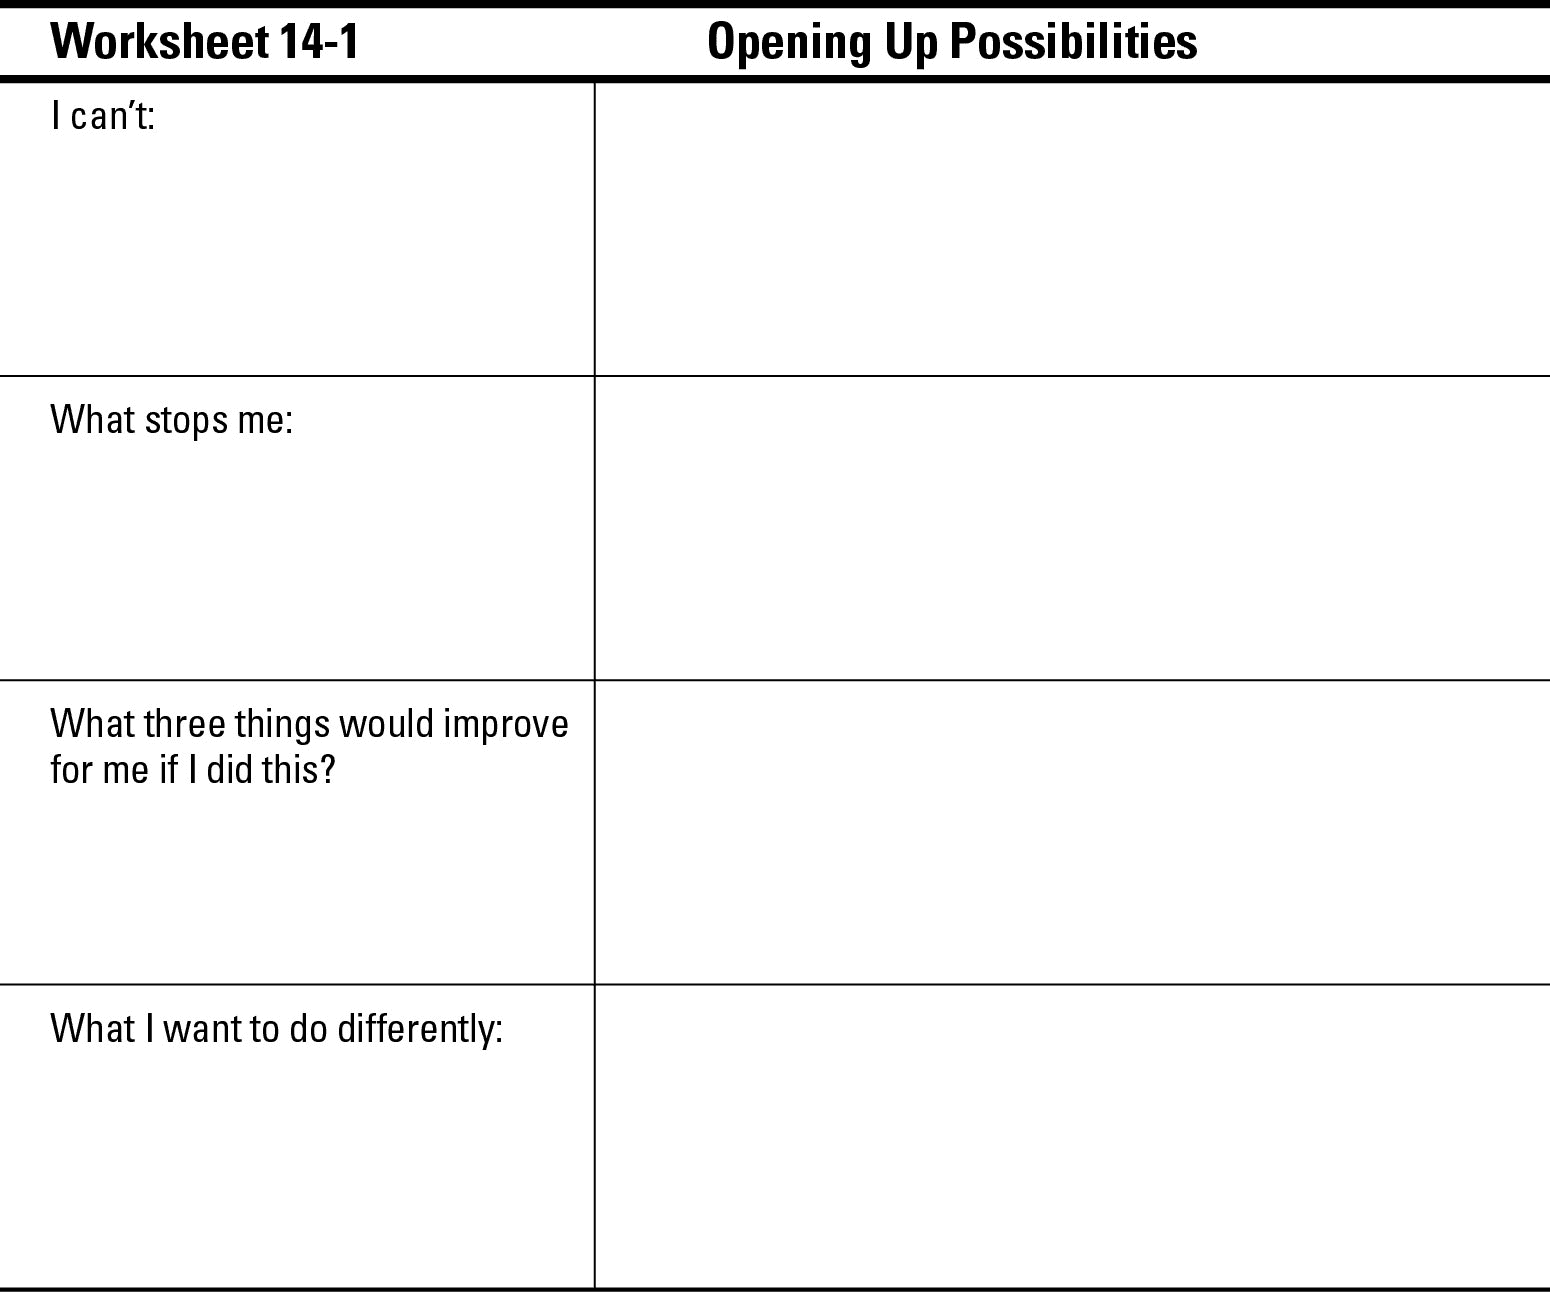 Worksheet 14-1 Opening Up Possibilities
I can’t:
What stops me:
What three things would improve
for me if I did this?
What I want to do differently: